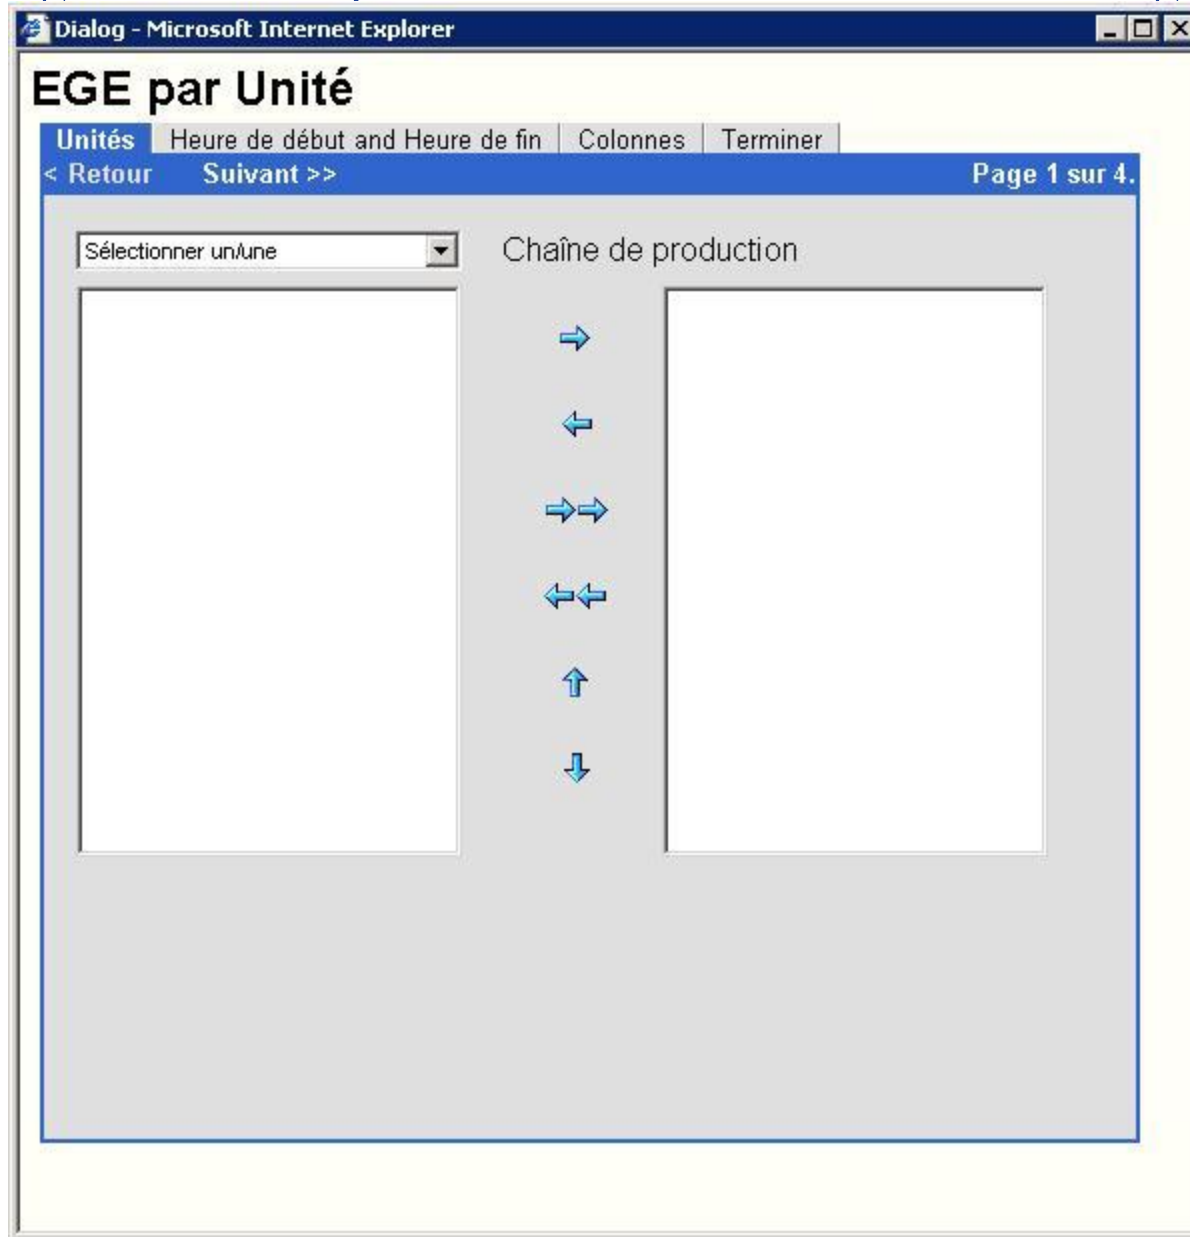 Dialog - Microsoft Internet Explorer
EGE par Unité
Unités Heure de début and Heure de fin Colonnes Terminer
< Retour Suivant >> Page 1 sur 4.
Sélectionner un/une Chaîne de production